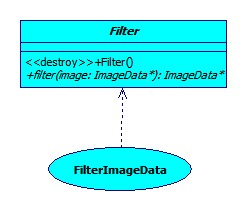 Filter
<<destroy>>+Filter()
+filter(image: ImageData*): ImageData*
FilterImageData